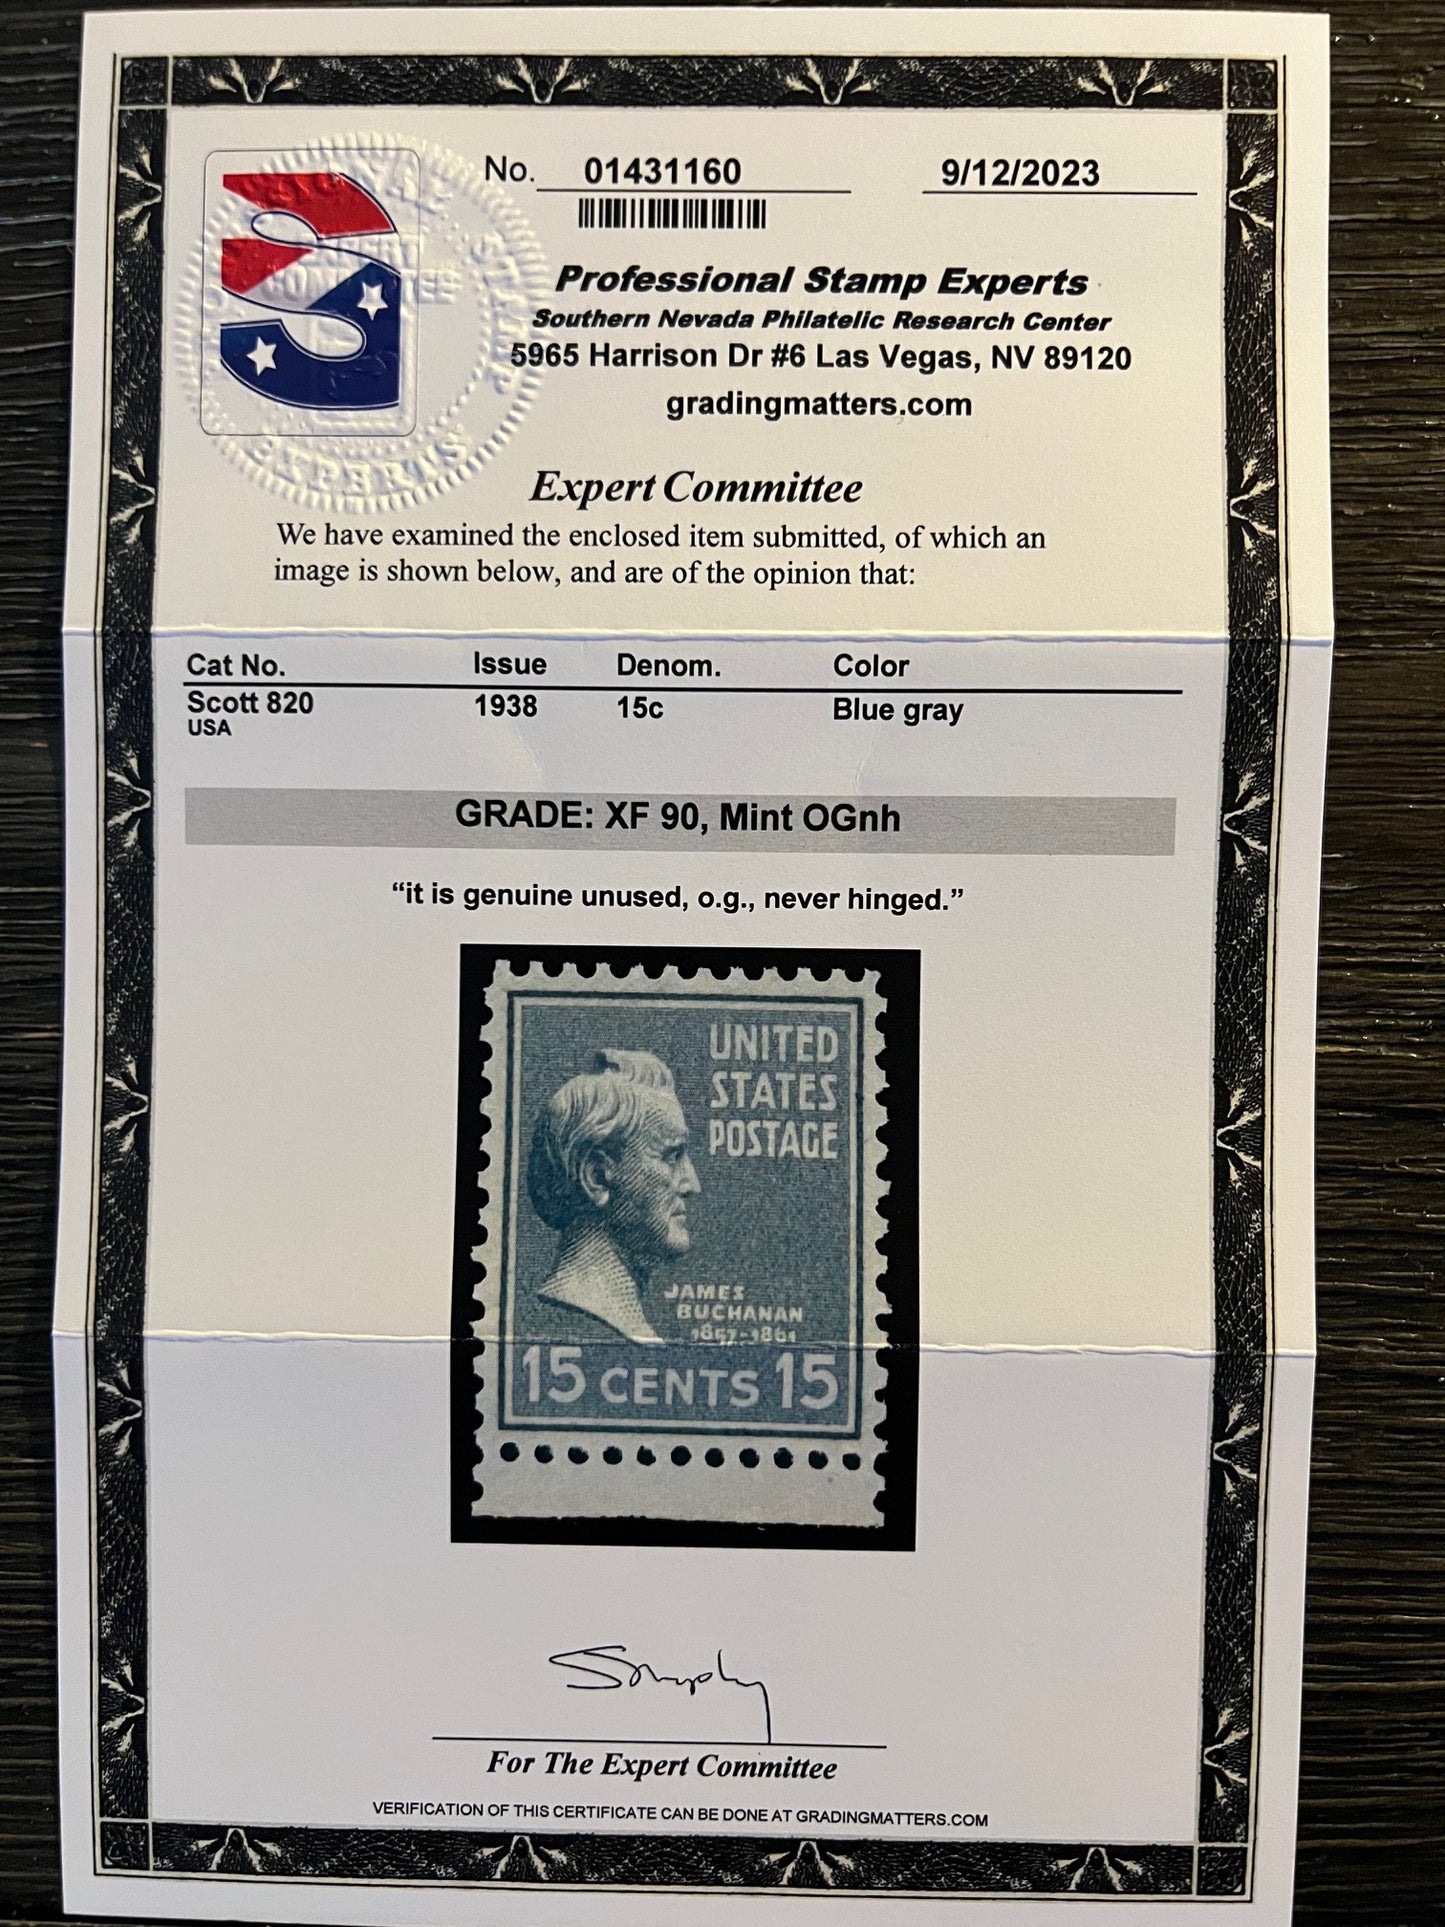 No. 01431160 9/12/2023
Professional Stamp Experts
Southern Nevada Philatelic Research Center
5965 Harrison Dr #6 Las Vegas, NV 89120
gradingmatters.com
EXPERT
COMMITTEE
EXPERTS
Expert Committee
We have examined the enclosed item submitted, of which an
image is shown below, and are of the opinion that:
Cat No. Issue Denom. Color
Scott 820 1938 15c Blue gray
USA
GRADE: XF 90, Mint OGnh
“it is genuine unused, o.g., never hinged.”
UNITED
STATES
POSTAGE
JAMES
BUCHANAN
1857-1861
15 CENTS 15
For The Expert Committee
VERIFICATION OF THIS CERTIFICATE CAN BE DONE AT GRADINGMATTERS.COM